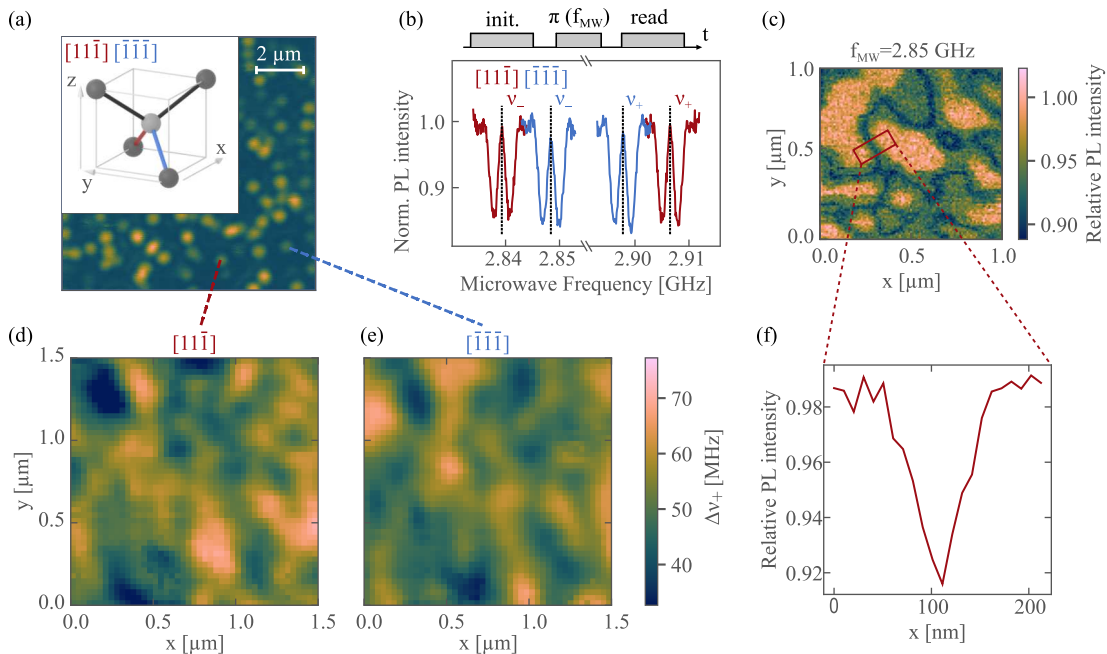 (a)
[111̄] [1̄1̄1̄]
2 µm
z
y
x
(b)
init.
π (f_MW)
read
t
[111̄] [1̄1̄1̄]
ν₋
ν₋
ν₊
ν₊
Norm. PL intensity
1.0
0.9
2.84
2.85
2.90
2.91
Microwave Frequency [GHz]
(c)
f_MW=2.85 GHz
y [µm]
1.0
0.5
0.0
0.0
0.5
1.0
x [µm]
1.00
0.95
0.90
Relative PL intensity
(d)
[111̄]
y [µm]
1.5
1.0
0.5
0.0
0.0
0.5
1.0
1.5
x [µm]
(e)
[1̄1̄1̄]
0.0
0.5
1.0
1.5
x [µm]
70
60
50
40
Δν₊ [MHz]
(f)
Relative PL intensity
0.98
0.96
0.94
0.92
0
100
200
x [nm]